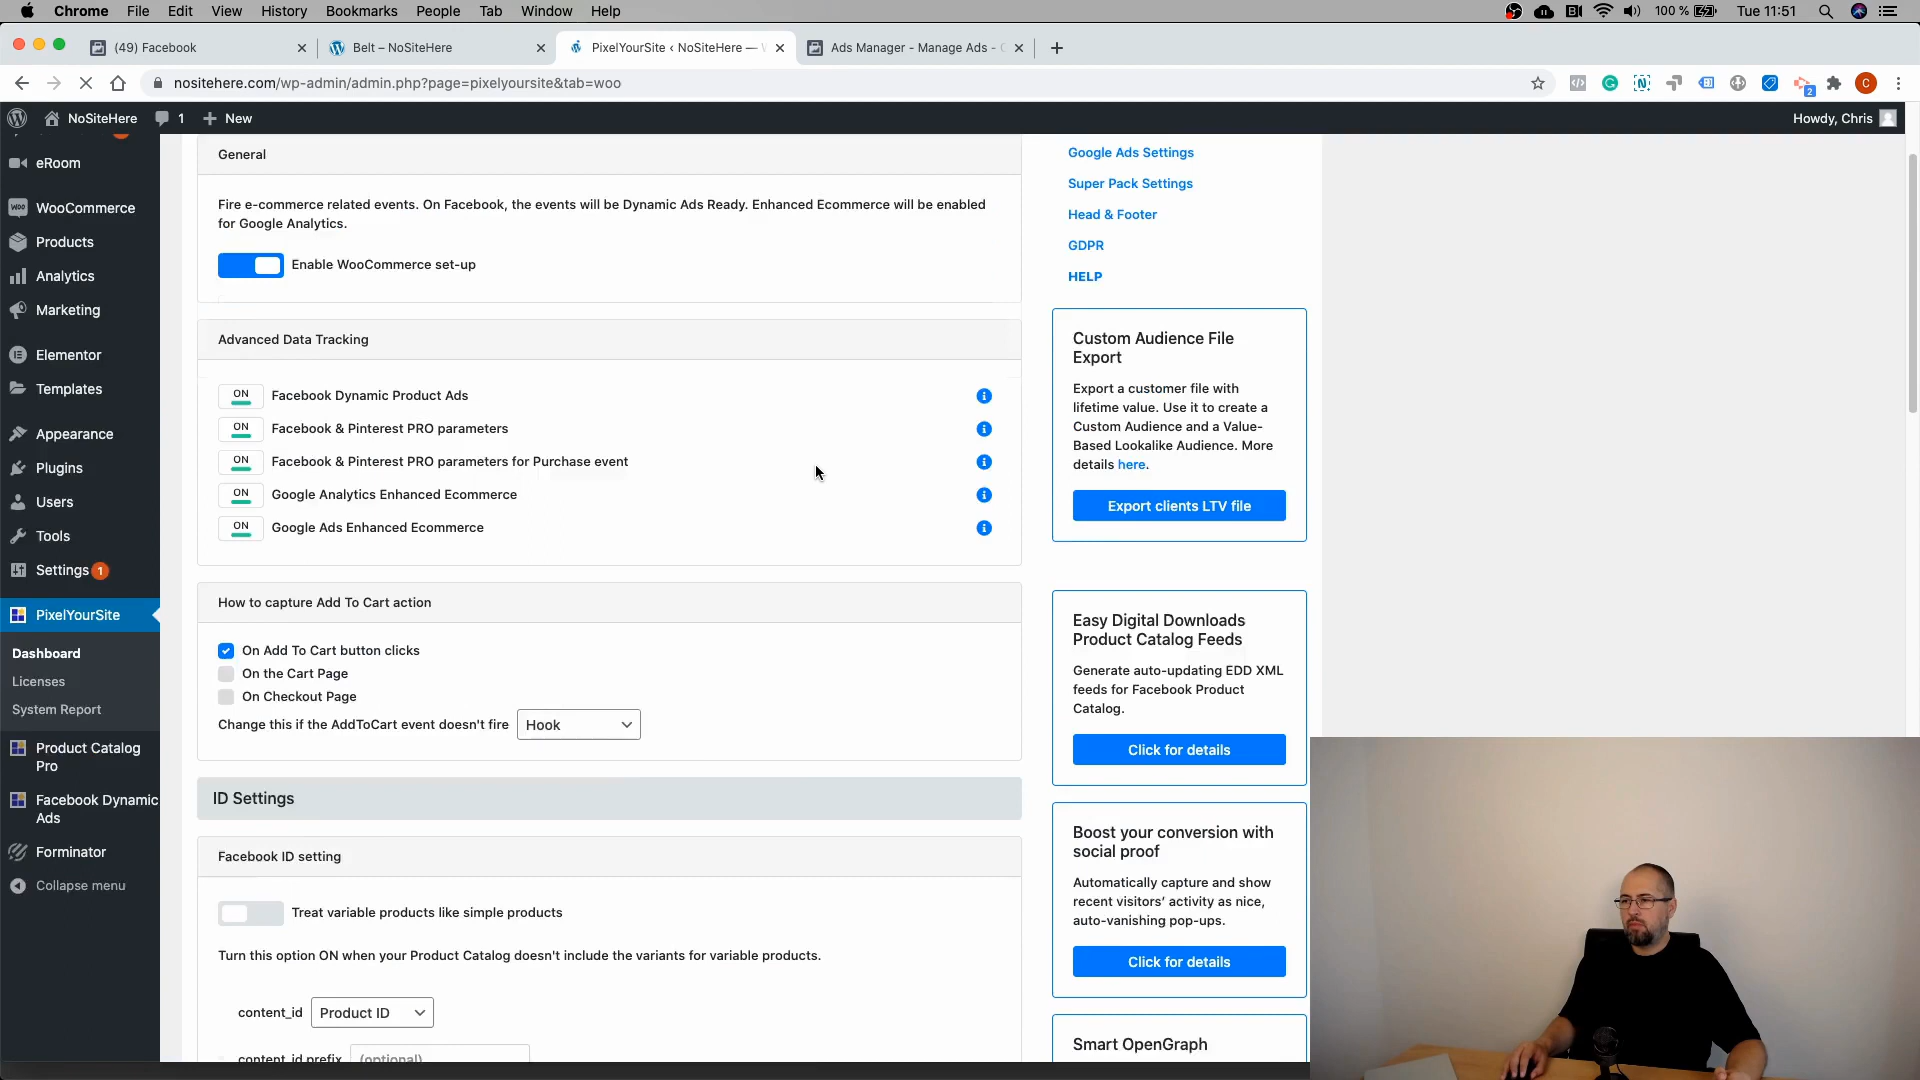 Chrome File Edit View History Bookmarks People Tab Window Help 100 % Tue 11:51
(49) Facebook Belt – NoSiteHere PixelYourSite ‹ NoSiteHere — Ads Manager - Manage Ads -
nositehere.com/wp-admin/admin.php?page=pixelyoursite&tab=woo
2
NoSiteHere 1 New Howdy, Chris
eRoom
WooCommerce
Products
Analytics
Marketing
Elementor
Templates
Appearance
Plugins
Users
Tools
Settings 1
PixelYourSite
Dashboard
Licenses
System Report
Product Catalog
Pro
Facebook Dynamic
Ads
Forminator
Collapse menu
General
Fire e-commerce related events. On Facebook, the events will be Dynamic Ads Ready. Enhanced Ecommerce will be enabled
for Google Analytics.
Enable WooCommerce set-up
Advanced Data Tracking
ON Facebook Dynamic Product Ads
ON Facebook & Pinterest PRO parameters
ON Facebook & Pinterest PRO parameters for Purchase event
ON Google Analytics Enhanced Ecommerce
ON Google Ads Enhanced Ecommerce
How to capture Add To Cart action
On Add To Cart button clicks
On the Cart Page
On Checkout Page
Change this if the AddToCart event doesn't fire Hook
ID Settings
Facebook ID setting
Treat variable products like simple products
Turn this option ON when your Product Catalog doesn't include the variants for variable products.
content_id Product ID
content_id prefix (optional)
Google Ads Settings
Super Pack Settings
Head & Footer
GDPR
HELP
Custom Audience File
Export
Export a customer file with
lifetime value. Use it to create a
Custom Audience and a Value-
Based Lookalike Audience. More
details here.
Export clients LTV file
Easy Digital Downloads
Product Catalog Feeds
Generate auto-updating EDD XML
feeds for Facebook Product
Catalog.
Click for details
Boost your conversion with
social proof
Automatically capture and show
recent visitors’ activity as nice,
auto-vanishing pop-ups.
Click for details
Smart OpenGraph